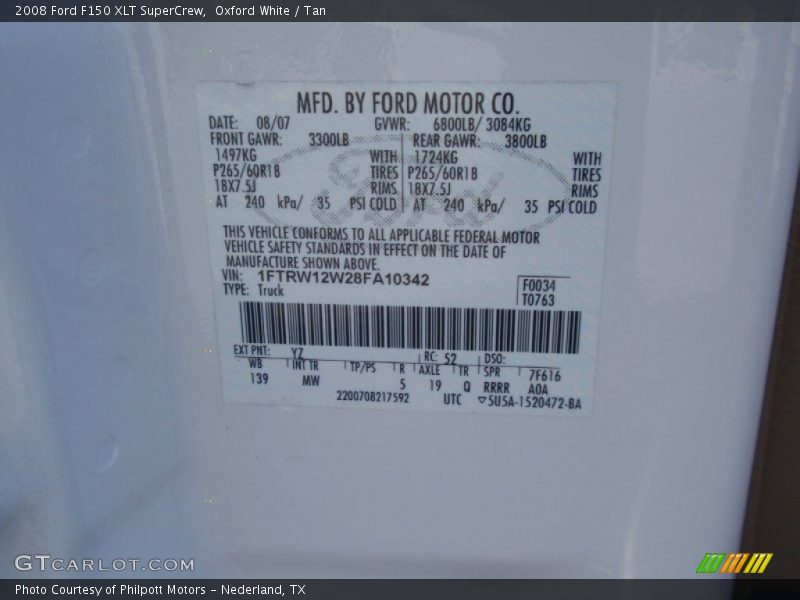 2008 Ford F150 XLT SuperCrew, Oxford White / Tan
MFD. BY FORD MOTOR CO.
DATE: 08/07 GVWR: 6800LB/ 3084KG
FRONT GAWR: 3300LB REAR GAWR: 3800LB
1497KG WITH 1724KG WITH
P265/60R18 TIRES P265/60R18 TIRES
18X7.5J RIMS 18X7.5J RIMS
AT 240 kPa/ 35 PSI COLD AT 240 kPa/ 35 PSI COLD
Ford
THIS VEHICLE CONFORMS TO ALL APPLICABLE FEDERAL MOTOR
VEHICLE SAFETY STANDARDS IN EFFECT ON THE DATE OF
MANUFACTURE SHOWN ABOVE.
VIN: 1FTRW12W28FA10342
TYPE: Truck
F0034
T0763
EXT PNT: YZ RC: 52 DSO:
WB INT TR TP/PS R AXLE TR SPR 7F616
139 MW 5 19 Q RRRR AOA
2200708217592 UTC ▽5U5A-1520472-BA
GTCARLOT.COM
Photo Courtesy of Philpott Motors - Nederland, TX